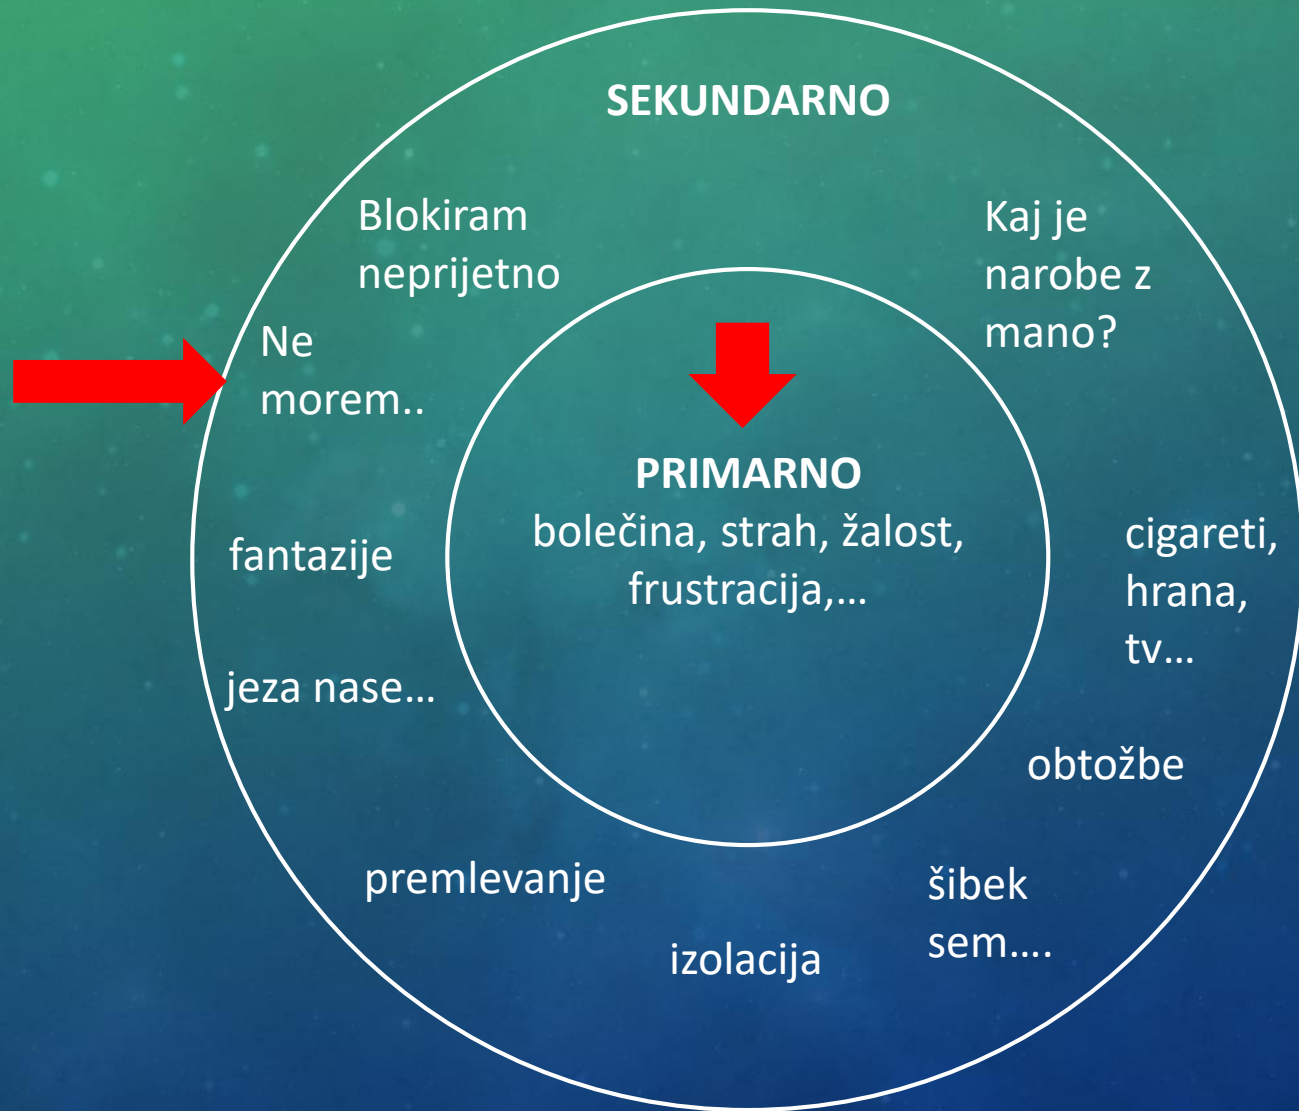 SEKUNDARNO
Blokiram
neprijetno
Kaj je
narobe z
mano?
Ne
morem..
PRIMARNO
bolečina, strah, žalost,
frustracija,…
fantazije
cigareti,
hrana,
tv…
jeza nase…
obtožbe
premlevanje
šibek
sem….
izolacija